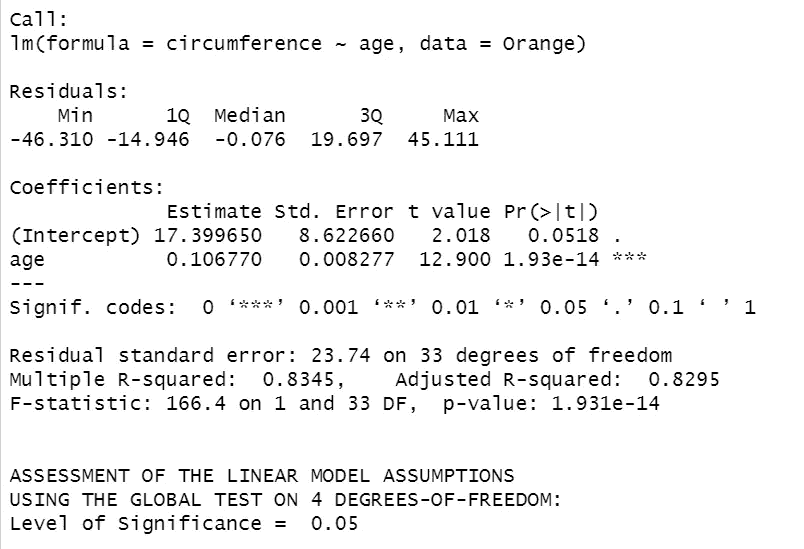 Call:
lm(formula = circumference ~ age, data = Orange)
Residuals:
Min 1Q Median 3Q Max
-46.310 -14.946 -0.076 19.697 45.111
Coefficients:
Estimate Std. Error t value Pr(>|t|)
(Intercept) 17.399650 8.622660 2.018 0.0518 .
age 0.106770 0.008277 12.900 1.93e-14 ***
---
Signif. codes: 0 ‘***’ 0.001 ‘**’ 0.01 ‘*’ 0.05 ‘.’ 0.1 ‘ ’ 1
Residual standard error: 23.74 on 33 degrees of freedom
Multiple R-squared: 0.8345, Adjusted R-squared: 0.8295
F-statistic: 166.4 on 1 and 33 DF, p-value: 1.931e-14
ASSESSMENT OF THE LINEAR MODEL ASSUMPTIONS
USING THE GLOBAL TEST ON 4 DEGREES-OF-FREEDOM:
Level of Significance = 0.05